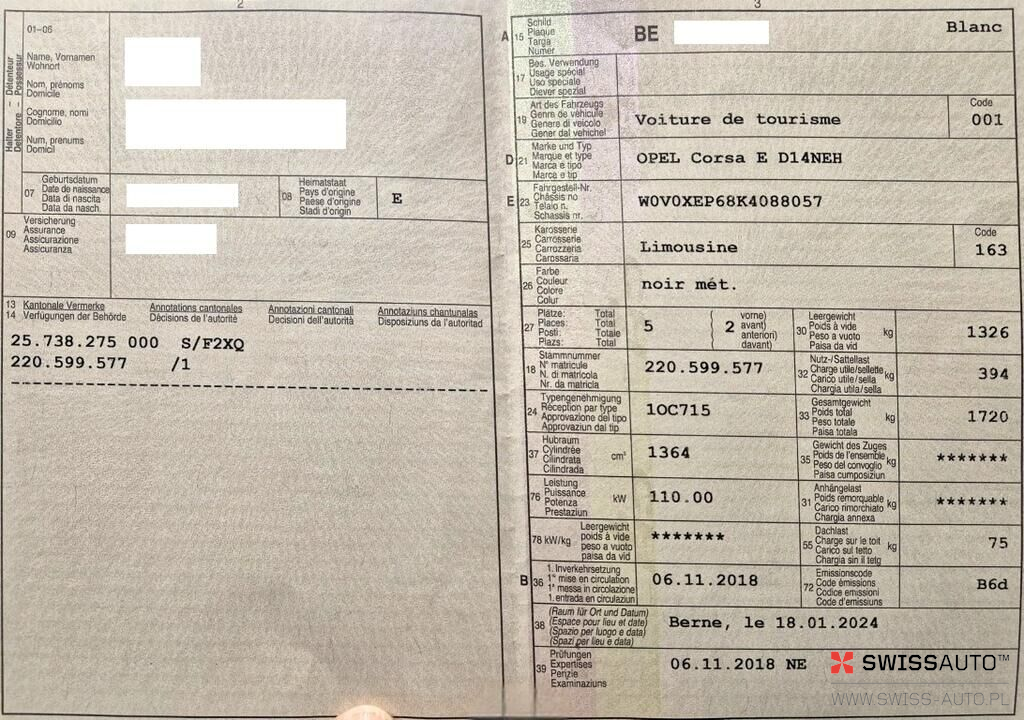 2
01-06
Name, Vornamen
Wohnort
Nom, prénoms
Domicile
Cognome, nomi
Domicilio
Num, prenums
Domicil
Halter – Détenteur
Detentore – Possessur
07
Geburtsdatum
Date de naissance
Data di nascita
Data da nasch.
08
Heimatstaat
Pays d'origine
Paese d'origine
Stadi d'origin
E
09
Versicherung
Assurance
Assicurazione
Assicuranza
13 Kantonale Vermerke Annotations cantonales Annotazioni cantonali Annotaziuns chantunalas
14 Verfügungen der Behörde Décisions de l'autorité Decisioni dell'autorità Disposiziuns da l'autoritad
25.738.275 000 S/F2XQ
220.599.577 /1
3
A 15
Schild
Plaque
Targa
Numer
BE
Blanc
17
Bes. Verwendung
Usage spécial
Uso speciale
Diever spezial
19
Art des Fahrzeugs
Genre de véhicule
Genere di veicolo
Gener dal vehichel
Voiture de tourisme
Code
001
D 21
Marke und Typ
Marque et type
Marca e tipo
Marca e tip
OPEL Corsa E D14NEH
E 23
Fahrgestell-Nr.
Châssis no
Telaio n.
Schassis nr.
W0V0XEP68K4088057
25
Karosserie
Carrosserie
Carrozzeria
Carossaria
Limousine
Code
163
26
Farbe
Couleur
Colore
Colur
noir mét.
27
Plätze: Total
Places: Total
Posti: Totale
Plazs: Total
5
2
vorne)
avant)
anteriori)
davant)
30
Leergewicht
Poids à vide
Peso a vuoto
Paisa da vid
kg
1326
18
Stammnummer
N° matricule
N. di matricola
Nr. da matricla
220.599.577
32
Nutz-/Sattellast
Charge utile/sellette
Carico utile/sella
Chargia utila/sella
kg
394
24
Typengenehmigung
Réception par type
Approvazione del tipo
Approvaziun dal tip
1OC715
33
Gesamtgewicht
Poids total
Peso totale
Paisa totala
kg
1720
37
Hubraum
Cylindrée
Cilindrata
Cilindrada
cm³
1364
35
Gewicht des Zuges
Poids de l'ensemble
Peso del convoglio
Paisa cumposiziun
kg
*******
76
Leistung
Puissance
Potenza
Prestaziun
kW
110.00
31
Anhängelast
Poids remorquable
Carico rimorchiato
Chargia annexa
kg
*******
78 kW/kg
Leergewicht
poids à vide
peso a vuoto
paisa da vid
*******
55
Dachlast
Charge sur le toit
Carico sul tetto
Chargia sin il tetg
kg
75
B 36
1. Inverkehrsetzung
1re mise en circulation
1a messa in circolazione
1. entrada en circulaziun
06.11.2018
72
Emissionscode
Code émissions
Codice emissioni
Code d'emissiuns
B6d
38
(Raum für Ort und Datum)
(Espace pour lieu et date)
(Spazio per luogo e data)
(Spazi per lieu e data)
Berne, le 18.01.2024
39
Prüfungen
Expertises
Perizie
Examinaziuns
06.11.2018 NE
SWISSAUTO™
WWW.SWISS-AUTO.PL